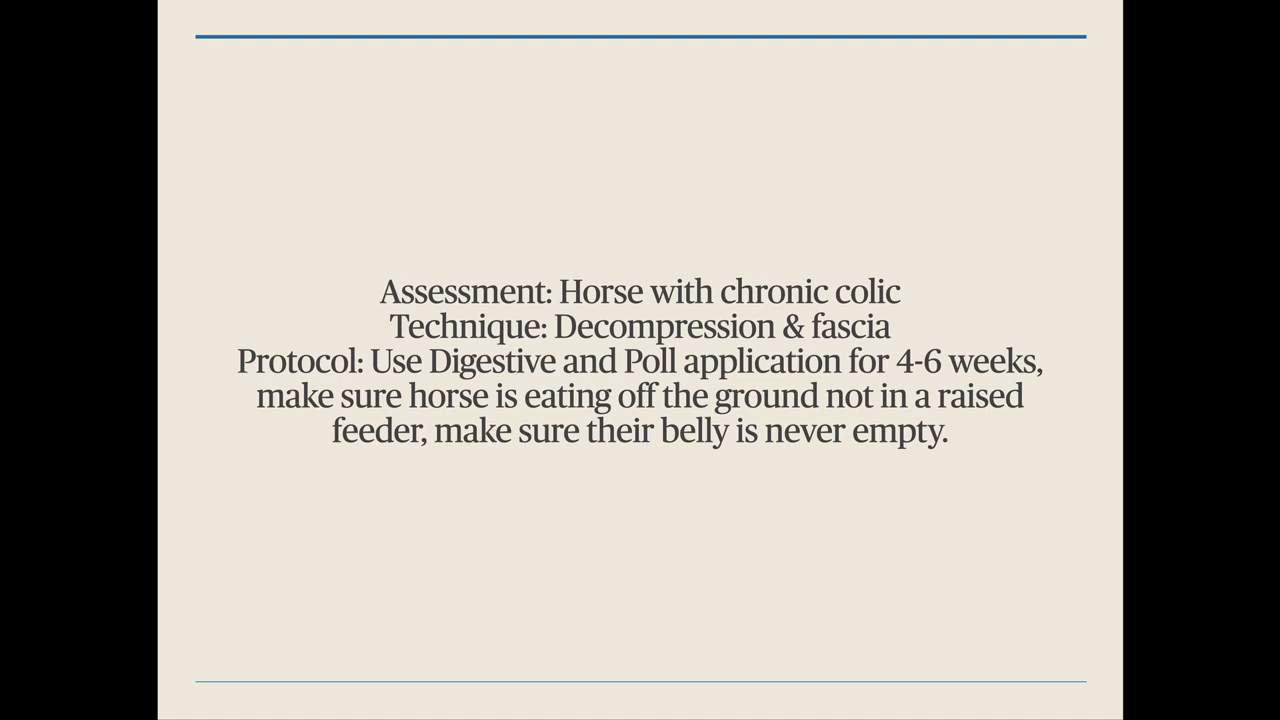 Assessment: Horse with chronic colic
Technique: Decompression & fascia
Protocol: Use Digestive and Poll application for 4-6 weeks,
make sure horse is eating off the ground not in a raised
feeder, make sure their belly is never empty.